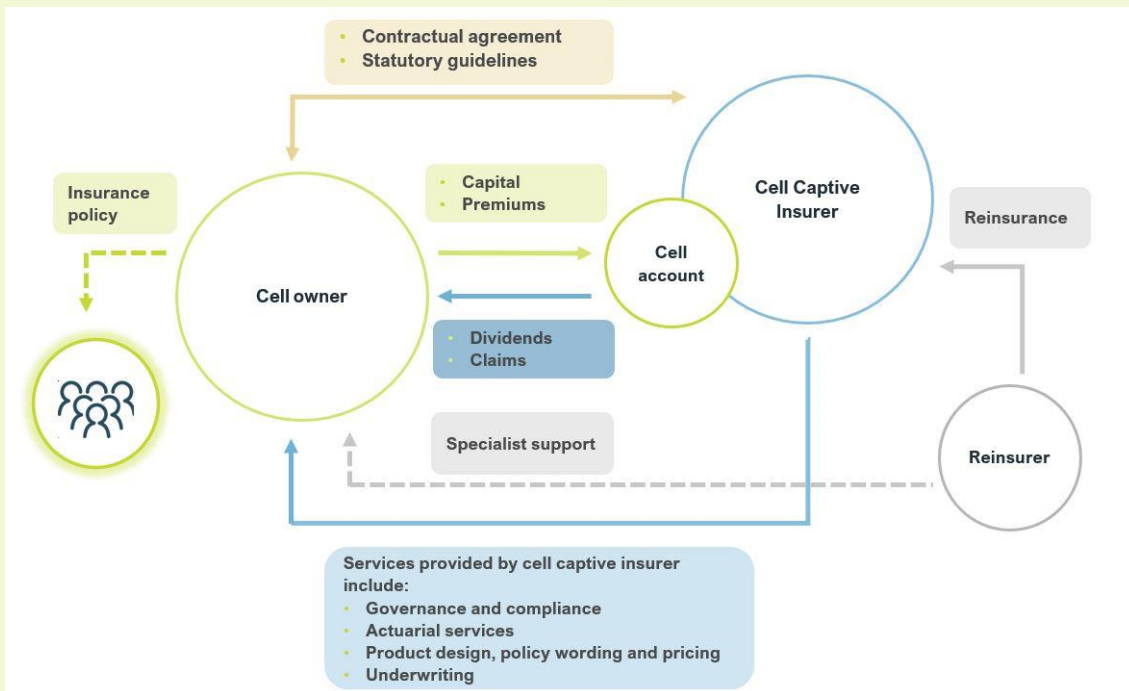 • Contractual agreement
• Statutory guidelines
Insurance
policy
• Capital
• Premiums
Cell Captive
Insurer
Reinsurance
Cell
account
Cell owner
• Dividends
• Claims
Specialist support
Reinsurer
Services provided by cell captive insurer
include:
• Governance and compliance
• Actuarial services
• Product design, policy wording and pricing
• Underwriting